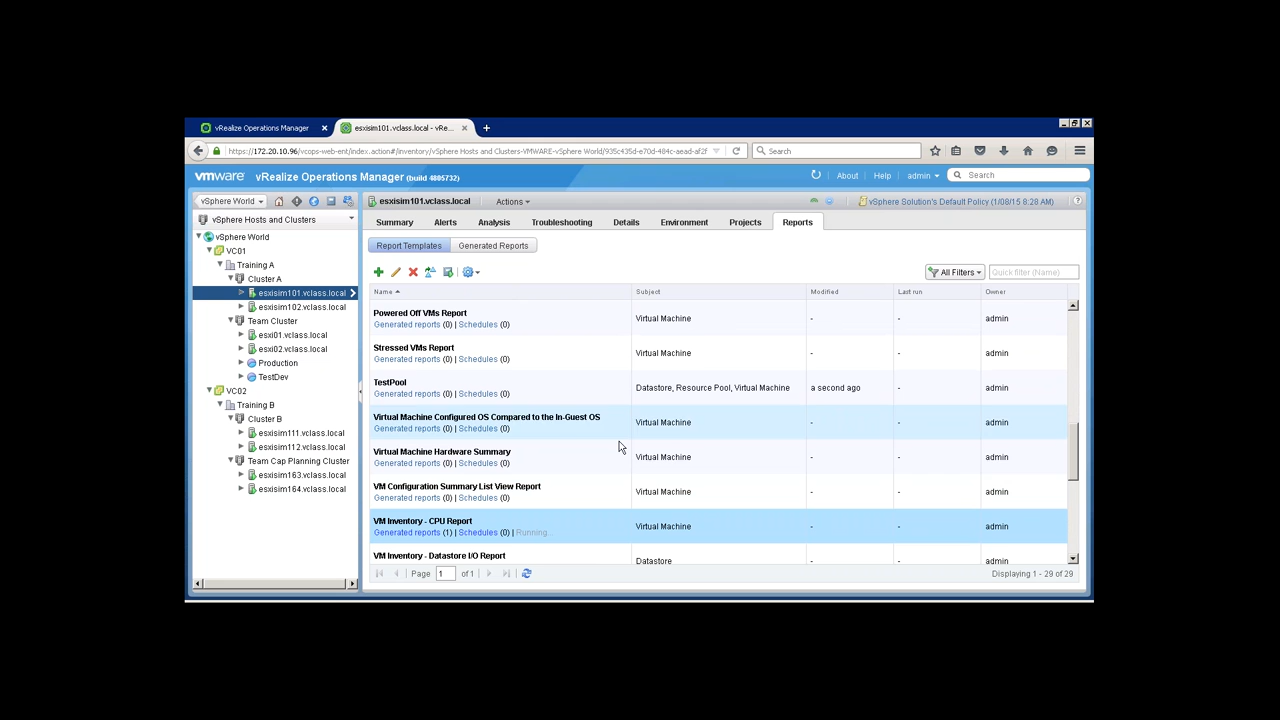 vRealize Operations Manager
esxisim101.vclass.local - vRe...
https://172.20.10.96/vcops-web-ent/index.action#/inventory/vSphere Hosts and Clusters-VMWARE-vSphere World/935c435d-e70d-484c-aead-af2f
Search
vmware vRealize Operations Manager (build 4805732)
About Help admin Search
vSphere World
esxisim101.vclass.local Actions
vSphere Solution's Default Policy (1/08/15 8:28 AM)
vSphere Hosts and Clusters
Summary Alerts Analysis Troubleshooting Details Environment Projects Reports
vSphere World
VC01
Training A
Cluster A
esxisim101.vclass.local
esxisim102.vclass.local
Team Cluster
esxi01.vclass.local
esxi02.vclass.local
Production
TestDev
VC02
Training B
Cluster B
esxisim111.vclass.local
esxisim112.vclass.local
Team Cap Planning Cluster
esxisim163.vclass.local
esxisim164.vclass.local
Report Templates Generated Reports
All Filters Quick filter (Name)
Name Subject Modified Last run Owner
Powered Off VMs Report
Generated reports (0) | Schedules (0)
Virtual Machine - - admin
Stressed VMs Report
Generated reports (0) | Schedules (0)
Virtual Machine - - admin
TestPool
Generated reports (0) | Schedules (0)
Datastore, Resource Pool, Virtual Machine a second ago - admin
Virtual Machine Configured OS Compared to the In-Guest OS
Generated reports (0) | Schedules (0)
Virtual Machine - - admin
Virtual Machine Hardware Summary
Generated reports (0) | Schedules (0)
Virtual Machine - - admin
VM Configuration Summary List View Report
Generated reports (0) | Schedules (0)
Virtual Machine - - admin
VM Inventory - CPU Report
Generated reports (1) | Schedules (0) | Running...
Virtual Machine - - admin
VM Inventory - Datastore I/O Report
Datastore - - admin
Page 1 of 1
Displaying 1 - 29 of 29